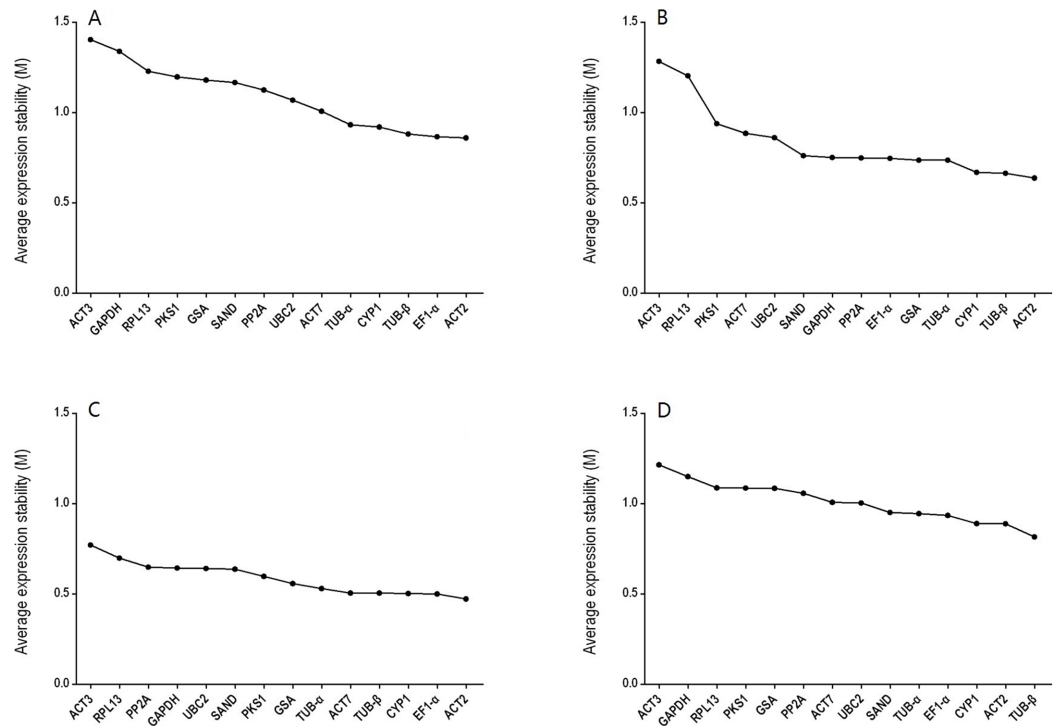 A
Average expression stability (M)
1.5
1.0
0.5
0.0
ACT3 GAPDH RPL13 PKS1 GSA SAND PP2A UBC2 ACT7 TUB-α CYP1 TUB-β EF1-α ACT2
B
Average expression stability (M)
1.5
1.0
0.5
0.0
ACT3 RPL13 PKS1 ACT7 UBC2 SAND GAPDH PP2A EF1-α GSA TUB-α CYP1 TUB-β ACT2
C
Average expression stability (M)
1.5
1.0
0.5
0.0
ACT3 RPL13 PP2A GAPDH UBC2 SAND PKS1 GSA TUB-α ACT7 TUB-β CYP1 EF1-α ACT2
D
Average expression stability (M)
1.5
1.0
0.5
0.0
ACT3 GAPDH RPL13 PKS1 GSA PP2A ACT7 UBC2 SAND TUB-α EF1-α CYP1 ACT2 TUB-β